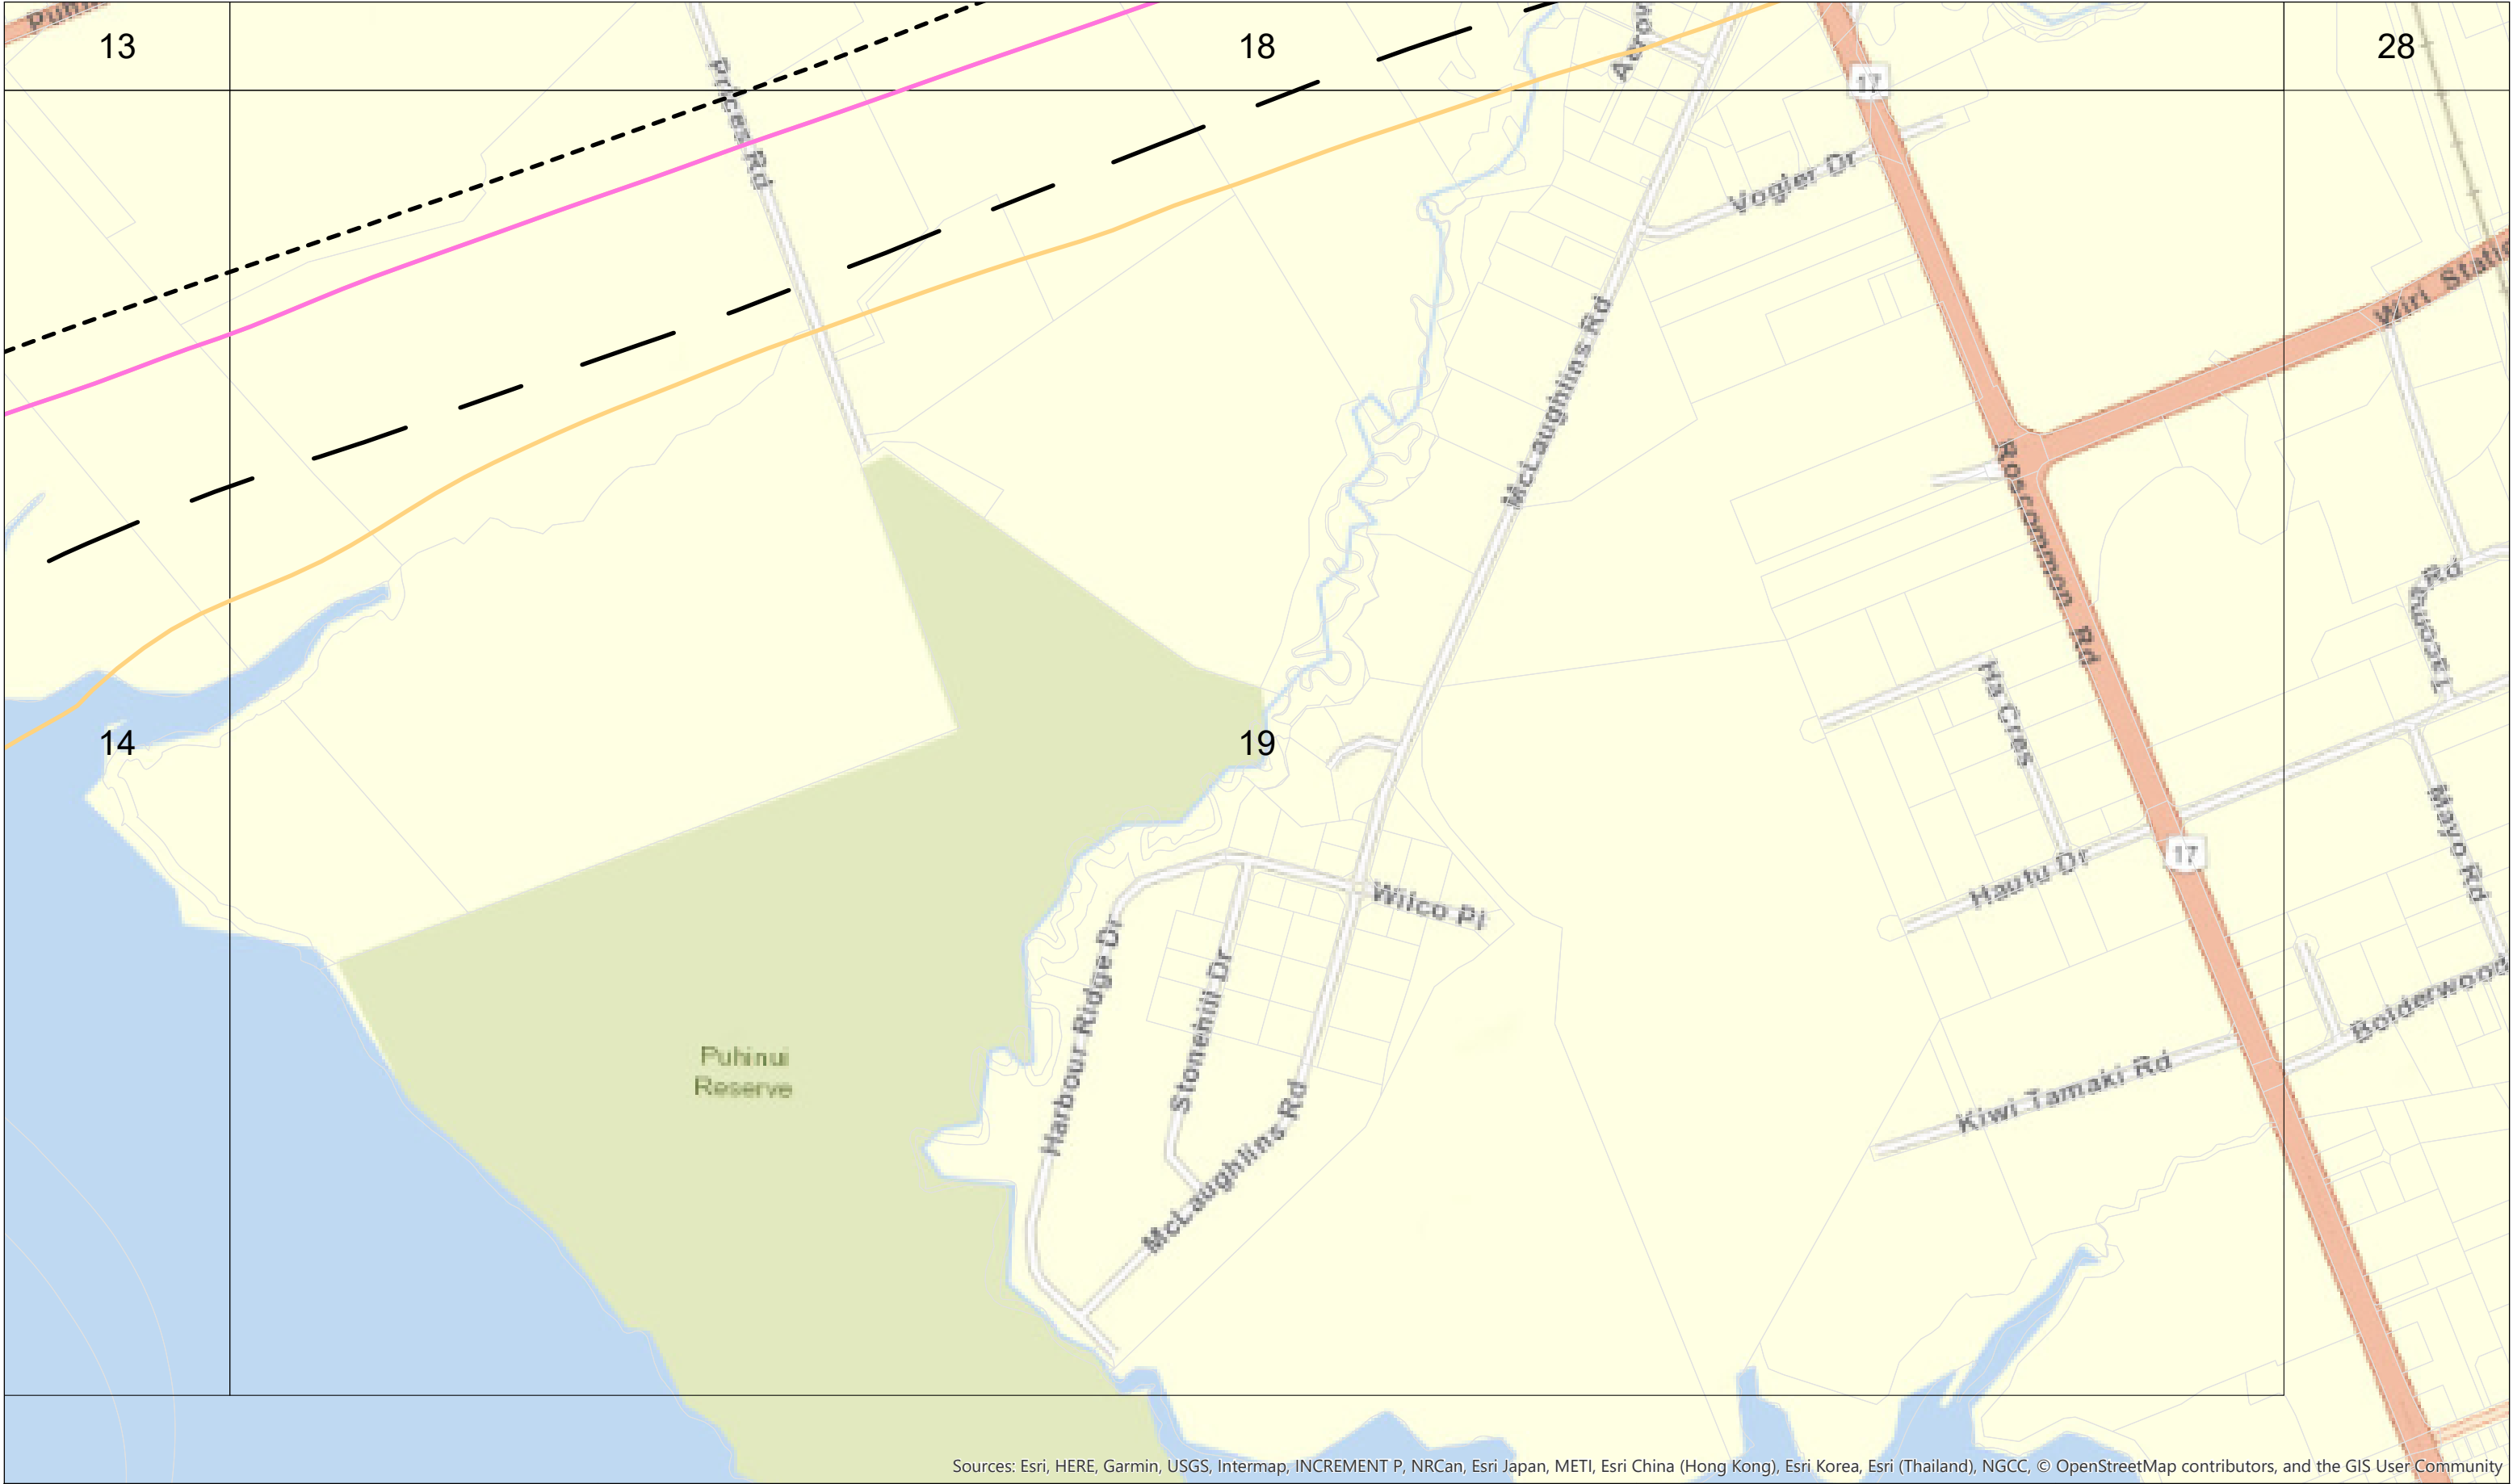 13
18
28
17
Prices Rd
Vogler Dr
Wiri Statio
McLaughlins Rd
Roscommon Rd
Rd
Ticomy
Ha Cres
14
19
Mayo Rd
17
Hautu Dr
Wilco Pl
Harbour Ridge Dr
Stonehill Dr
Bolderwood
Puhinui
Reserve
Kiwi Tamaki Rd
McLaughlins Rd
Sources: Esri, HERE, Garmin, USGS, Intermap, INCREMENT P, NRCan, Esri Japan, METI, Esri China (Hong Kong), Esri Korea, Esri (Thailand), NGCC, © OpenStreetMap contributors, and the GIS User Community